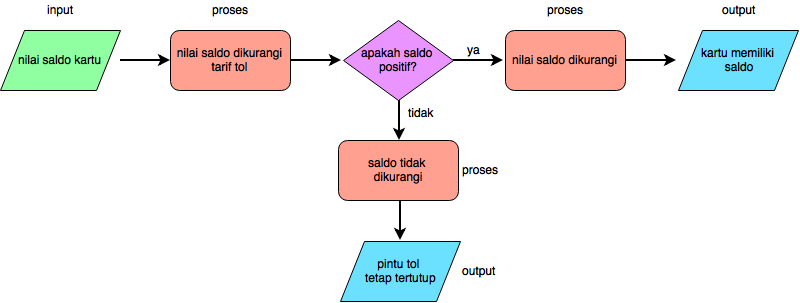 input
proses
proses
output
nilai saldo kartu
nilai saldo dikurangi
tarif tol
apakah saldo
positif?
ya
nilai saldo dikurangi
kartu memiliki
saldo
tidak
saldo tidak
dikurangi
proses
pintu tol
tetap tertutup
output